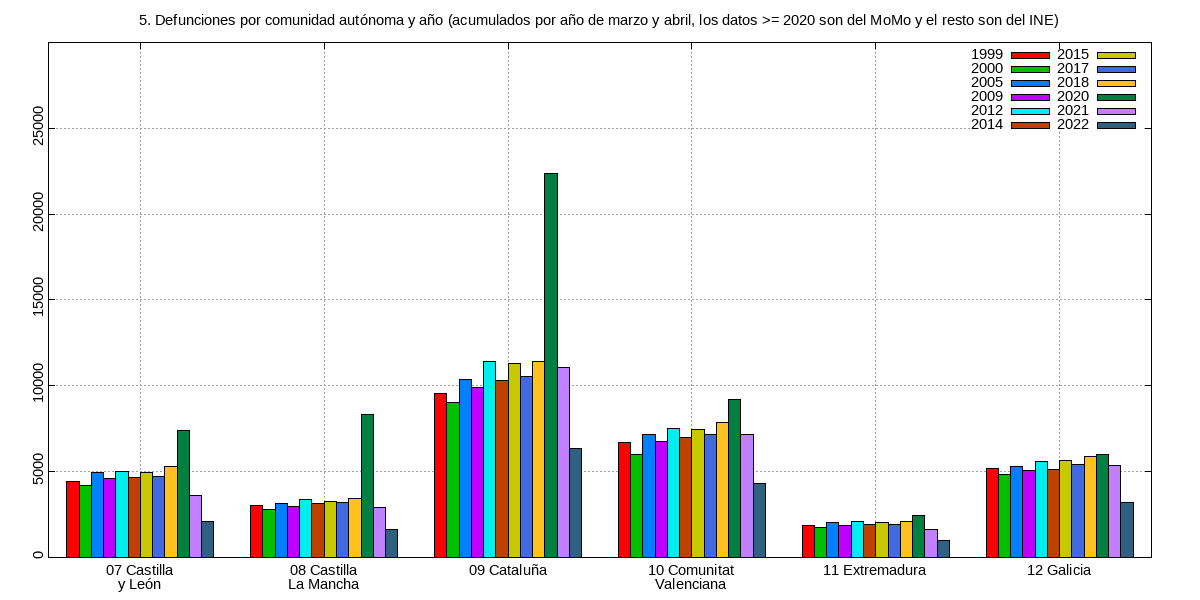 5. Defunciones por comunidad autónoma y año (acumulados por año de marzo y abril, los datos >= 2020 son del MoMo y el resto son del INE)
1999 2015
2000 2017
2005 2018
2009 2020
2012 2021
2014 2022
25000
20000
15000
10000
5000
0
07 Castilla
y León
08 Castilla
La Mancha
09 Cataluña
10 Comunitat
Valenciana
11 Extremadura
12 Galicia